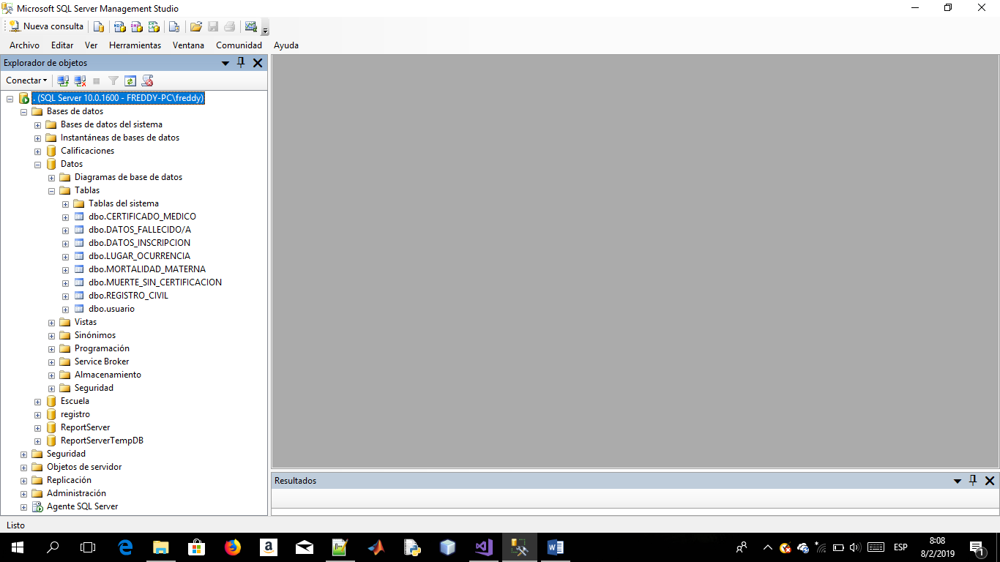 Microsoft SQL Server Management Studio
Nueva consulta
Archivo Editar Ver Herramientas Ventana Comunidad Ayuda
Explorador de objetos
Conectar
. (SQL Server 10.0.1600 - FREDDY-PC\freddy)
Bases de datos
Bases de datos del sistema
Instantáneas de bases de datos
Calificaciones
Datos
Diagramas de base de datos
Tablas
Tablas del sistema
dbo.CERTIFICADO_MEDICO
dbo.DATOS_FALLECIDO/A
dbo.DATOS_INSCRIPCION
dbo.LUGAR_OCURRENCIA
dbo.MORTALIDAD_MATERNA
dbo.MUERTE_SIN_CERTIFICACION
dbo.REGISTRO_CIVIL
dbo.usuario
Vistas
Sinónimos
Programación
Service Broker
Almacenamiento
Seguridad
Escuela
registro
ReportServer
ReportServerTempDB
Seguridad
Objetos de servidor
Replicación
Administración
Agente SQL Server
Resultados
Listo
ESP
8:08
8/2/2019
1